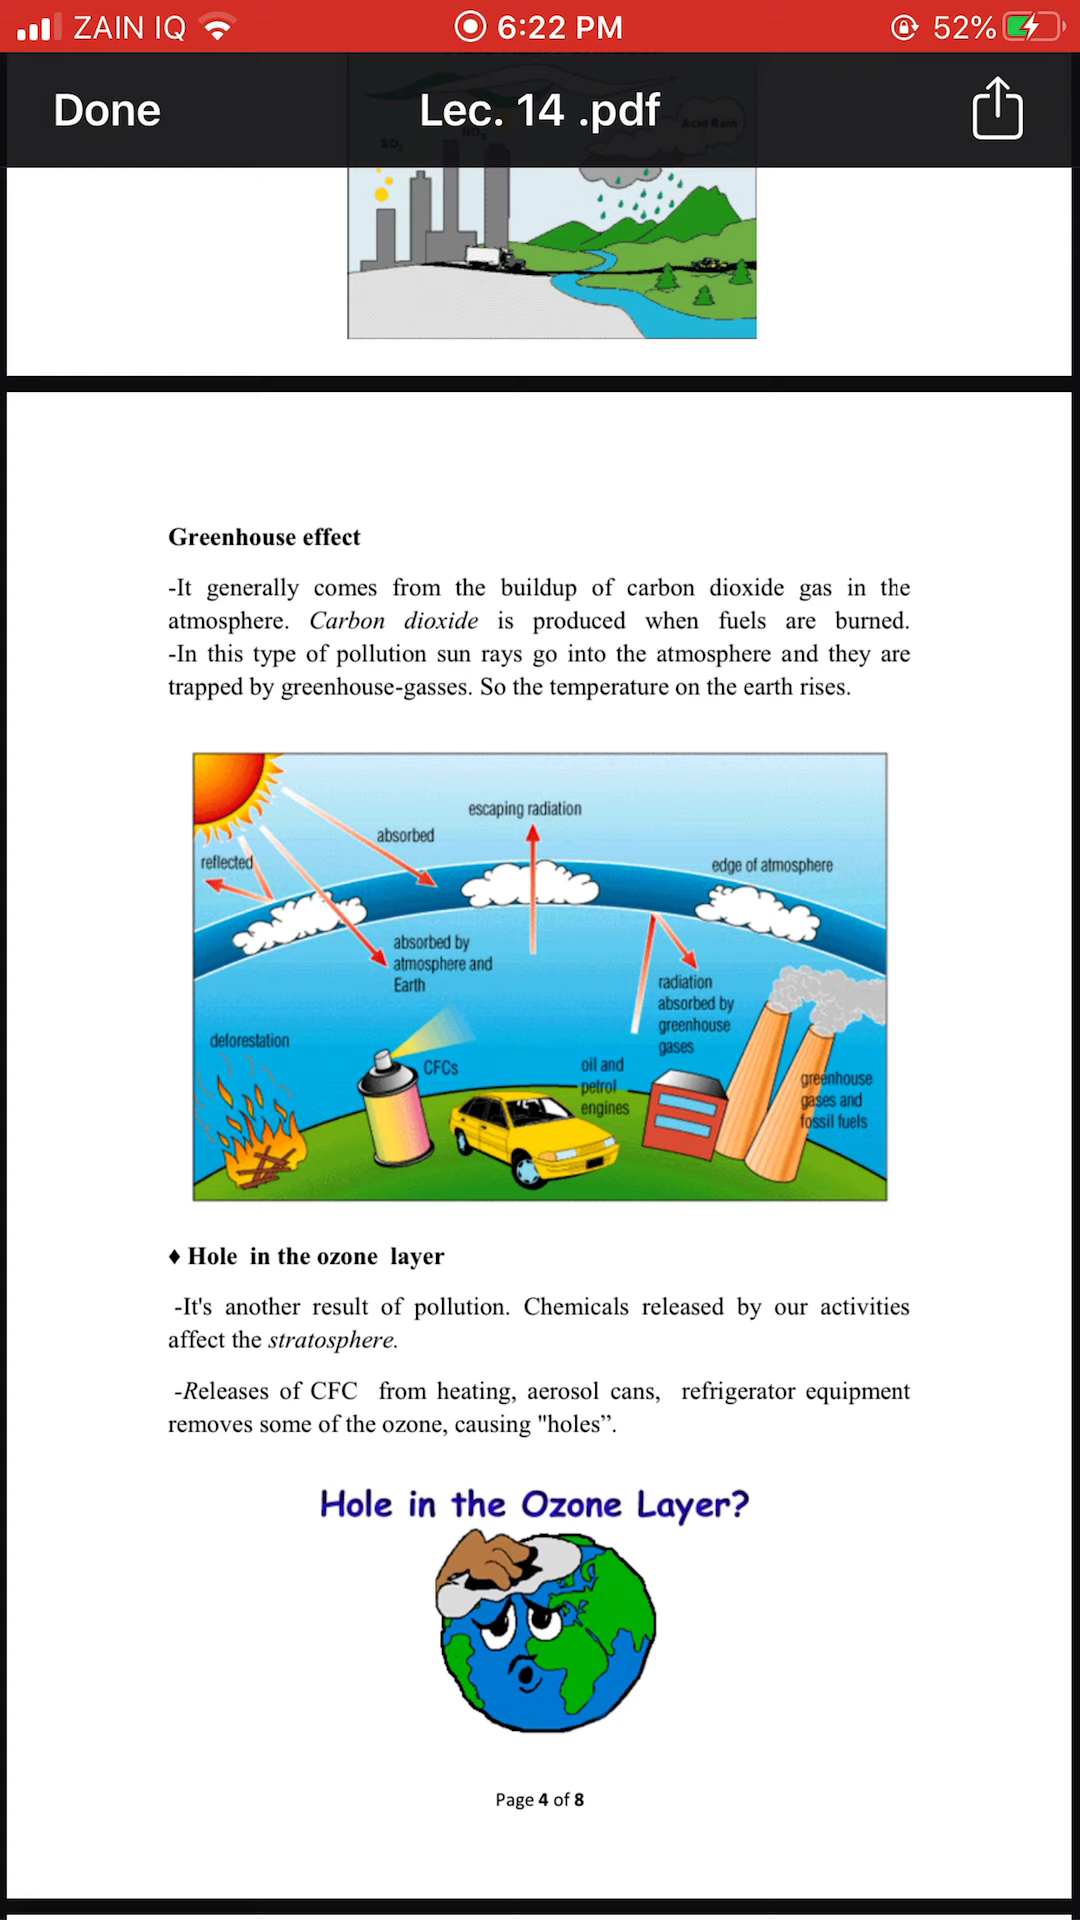 ZAIN IQ
6:22 PM
52%
Done
Lec. 14 .pdf
Acid Rain
NOx
SO2
Greenhouse effect
-It generally comes from the buildup of carbon dioxide gas in the
atmosphere. Carbon dioxide is produced when fuels are burned.
-In this type of pollution sun rays go into the atmosphere and they are
trapped by greenhouse-gasses. So the temperature on the earth rises.
escaping radiation
absorbed
reflected
edge of atmosphere
absorbed by
atmosphere and
Earth
radiation
absorbed by
greenhouse
gases
deforestation
CFCs
oil and
petrol
engines
greenhouse
gases and
fossil fuels
♦ Hole in the ozone layer
-It's another result of pollution. Chemicals released by our activities
affect the stratosphere.
-Releases of CFC from heating, aerosol cans, refrigerator equipment
removes some of the ozone, causing "holes”.
Hole in the Ozone Layer?
Page 4 of 8